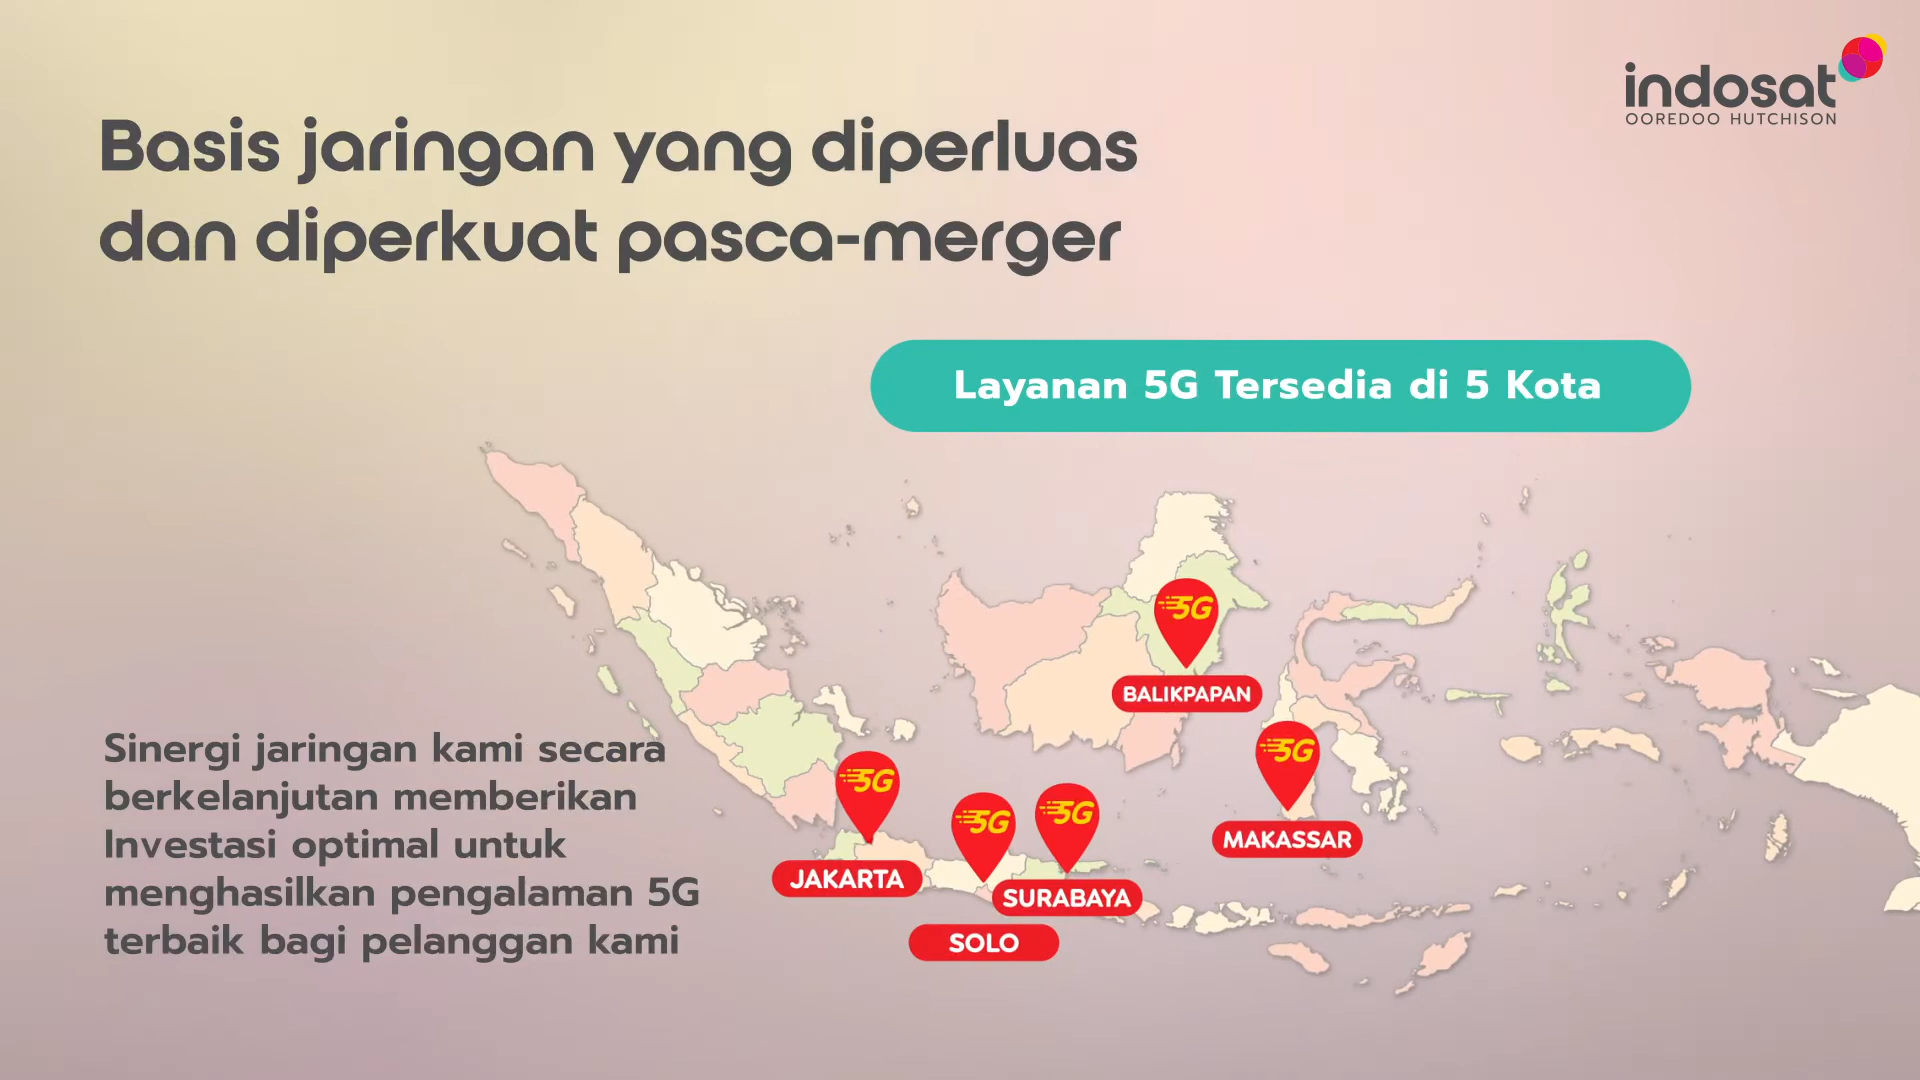 indosat
OOREDOO HUTCHISON
Basis jaringan yang diperluas
dan diperkuat pasca-merger
Layanan 5G Tersedia di 5 Kota
5G
BALIKPAPAN
5G
MAKASSAR
5G
JAKARTA
5G
SOLO
5G
SURABAYA
Sinergi jaringan kami secara
berkelanjutan memberikan
Investasi optimal untuk
menghasilkan pengalaman 5G
terbaik bagi pelanggan kami